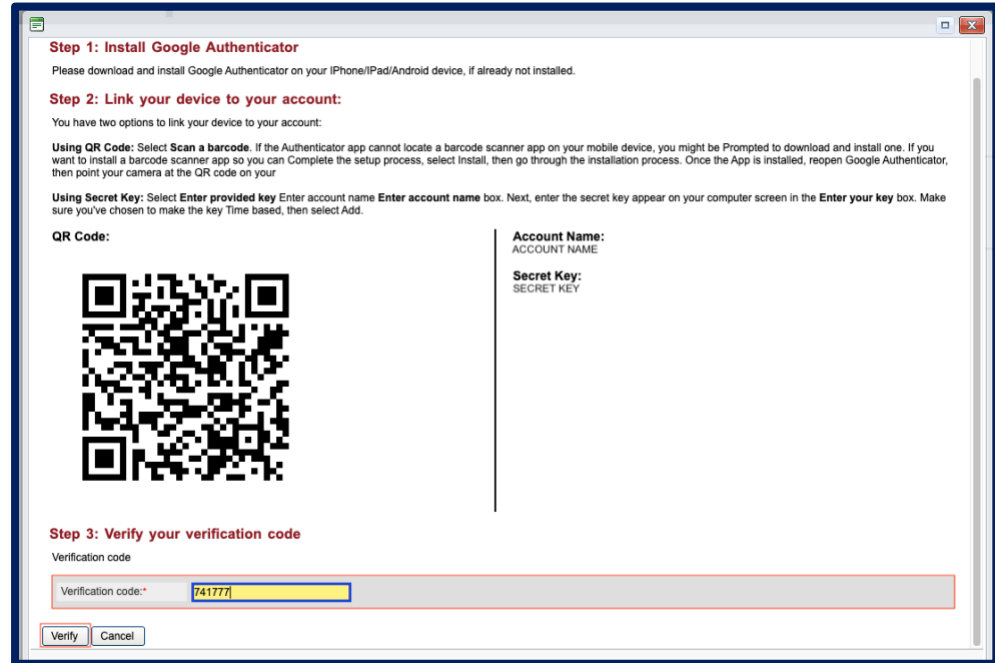 Step 1: Install Google Authenticator
Please download and install Google Authenticator on your IPhone/IPad/Android device, if already not installed.
Step 2: Link your device to your account:
You have two options to link your device to your account:
Using QR Code: Select Scan a barcode. If the Authenticator app cannot locate a barcode scanner app on your mobile device, you might be Prompted to download and install one. If you
want to install a barcode scanner app so you can Complete the setup process, select Install, then go through the installation process. Once the App is installed, reopen Google Authenticator,
then point your camera at the QR code on your
Using Secret Key: Select Enter provided key Enter account name Enter account name box. Next, enter the secret key appear on your computer screen in the Enter your key box. Make
sure you've chosen to make the key Time based, then select Add.
QR Code:
Account Name:
ACCOUNT NAME
Secret Key:
SECRET KEY
Step 3: Verify your verification code
Verification code
Verification code:* 741777
Verify Cancel